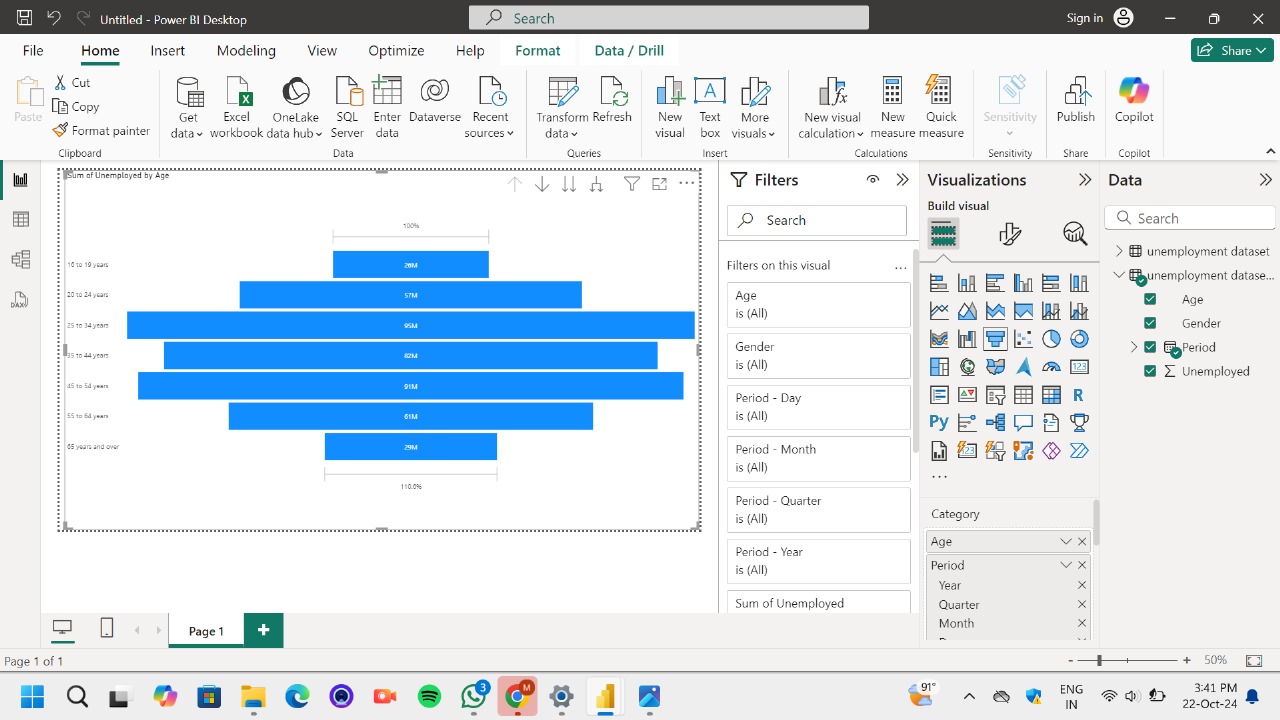 Untitled - Power BI Desktop
Search
Sign in
File Home Insert Modeling View Optimize Help Format Data / Drill
Share
Paste
Cut
Copy
Format painter
Clipboard
Get data
Excel workbook
OneLake data hub
SQL Server
Enter data
Dataverse
Recent sources
Data
Transform data
Refresh
Queries
New visual
Text box
More visuals
Insert
New visual calculation
New measure
Quick measure
Calculations
Sensitivity
Sensitivity
Publish
Share
Copilot
Copilot
DAX
Sum of Unemployed by Age
100%
16 to 19 years 26M
20 to 24 years 57M
25 to 34 years 95M
35 to 44 years 82M
45 to 54 years 91M
55 to 64 years 61M
65 years and over 29M
110.6%
Filters
Search
Filters on this visual
...
Age
is (All)
Gender
is (All)
Period - Day
is (All)
Period - Month
is (All)
Period - Quarter
is (All)
Period - Year
is (All)
Sum of Unemployed
Visualizations
Build visual
123
R
Py
123
...
Category
Age
Period
Year
Quarter
Month
Data
Search
unemployment dataset
unemployment datase...
Age
Gender
Period
Σ Unemployed
Page 1
Page 1 of 1
- + 50%
3
M
91°
ENG
IN
3:41 PM
22-Oct-24